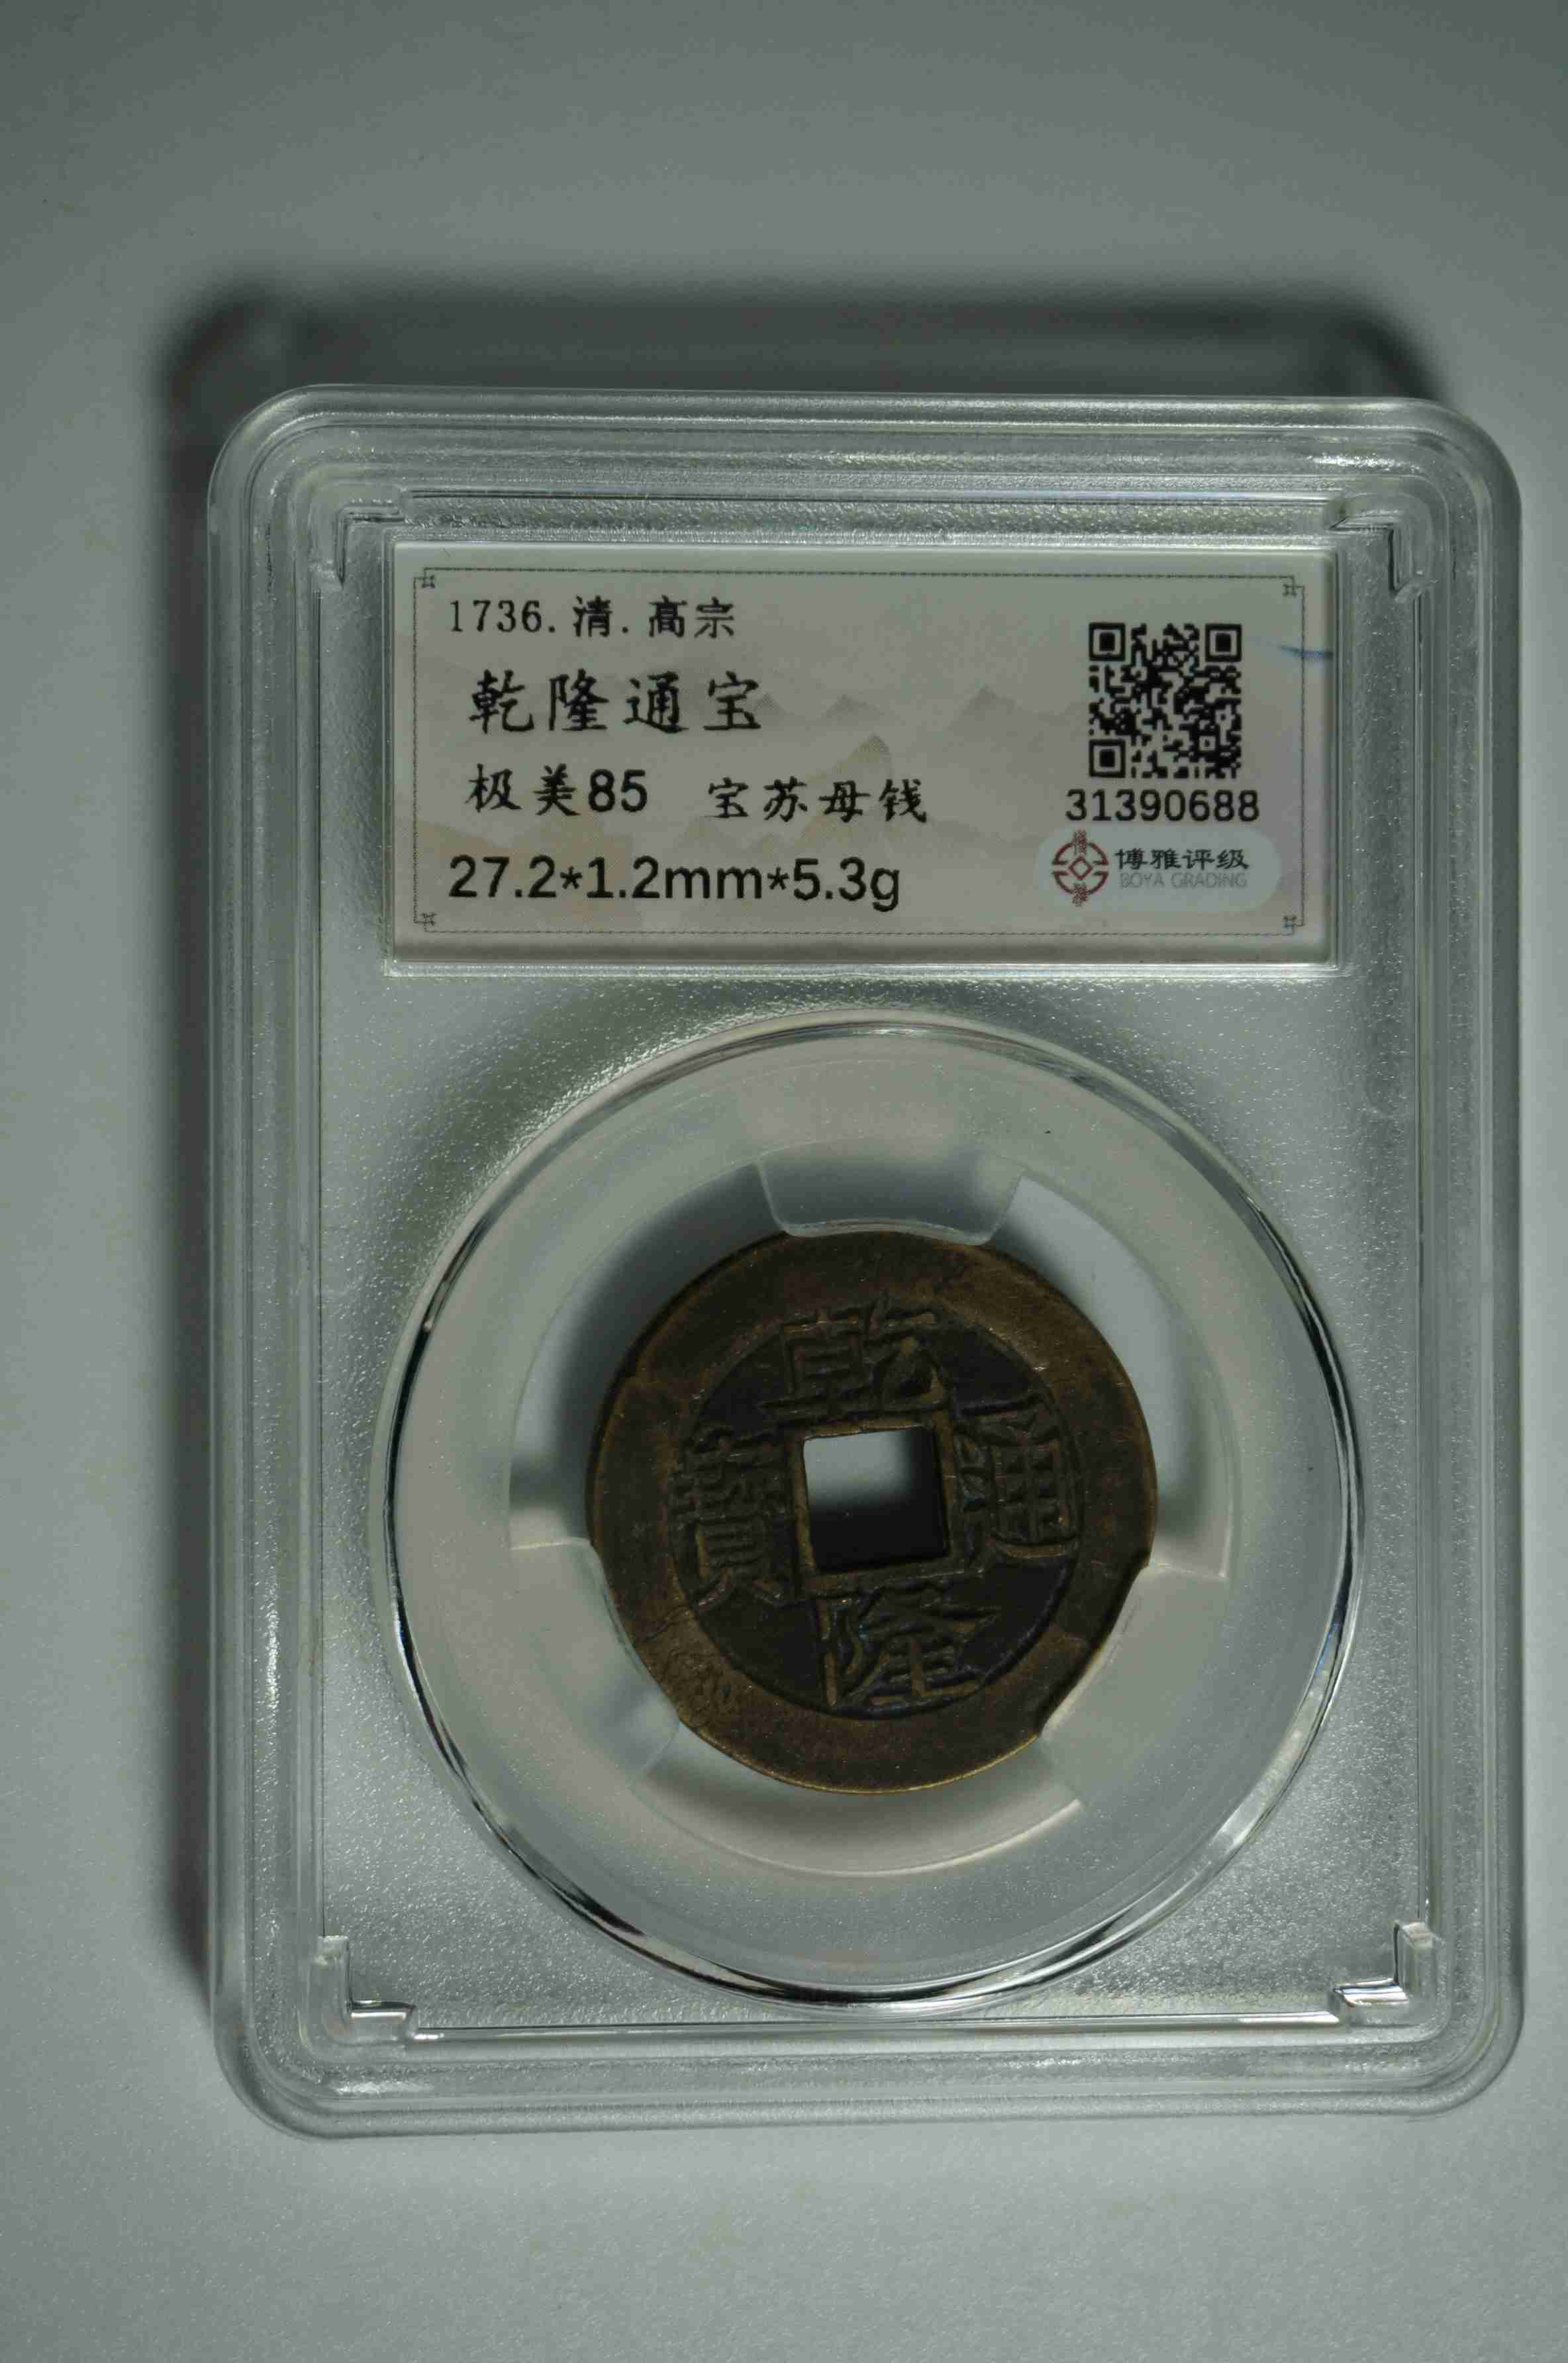 1736.清.高宗
乾隆通宝
极美85 宝苏母钱
27.2*1.2mm*5.3g
31390688
博雅评级
BOYA GRADING
乾隆通寶